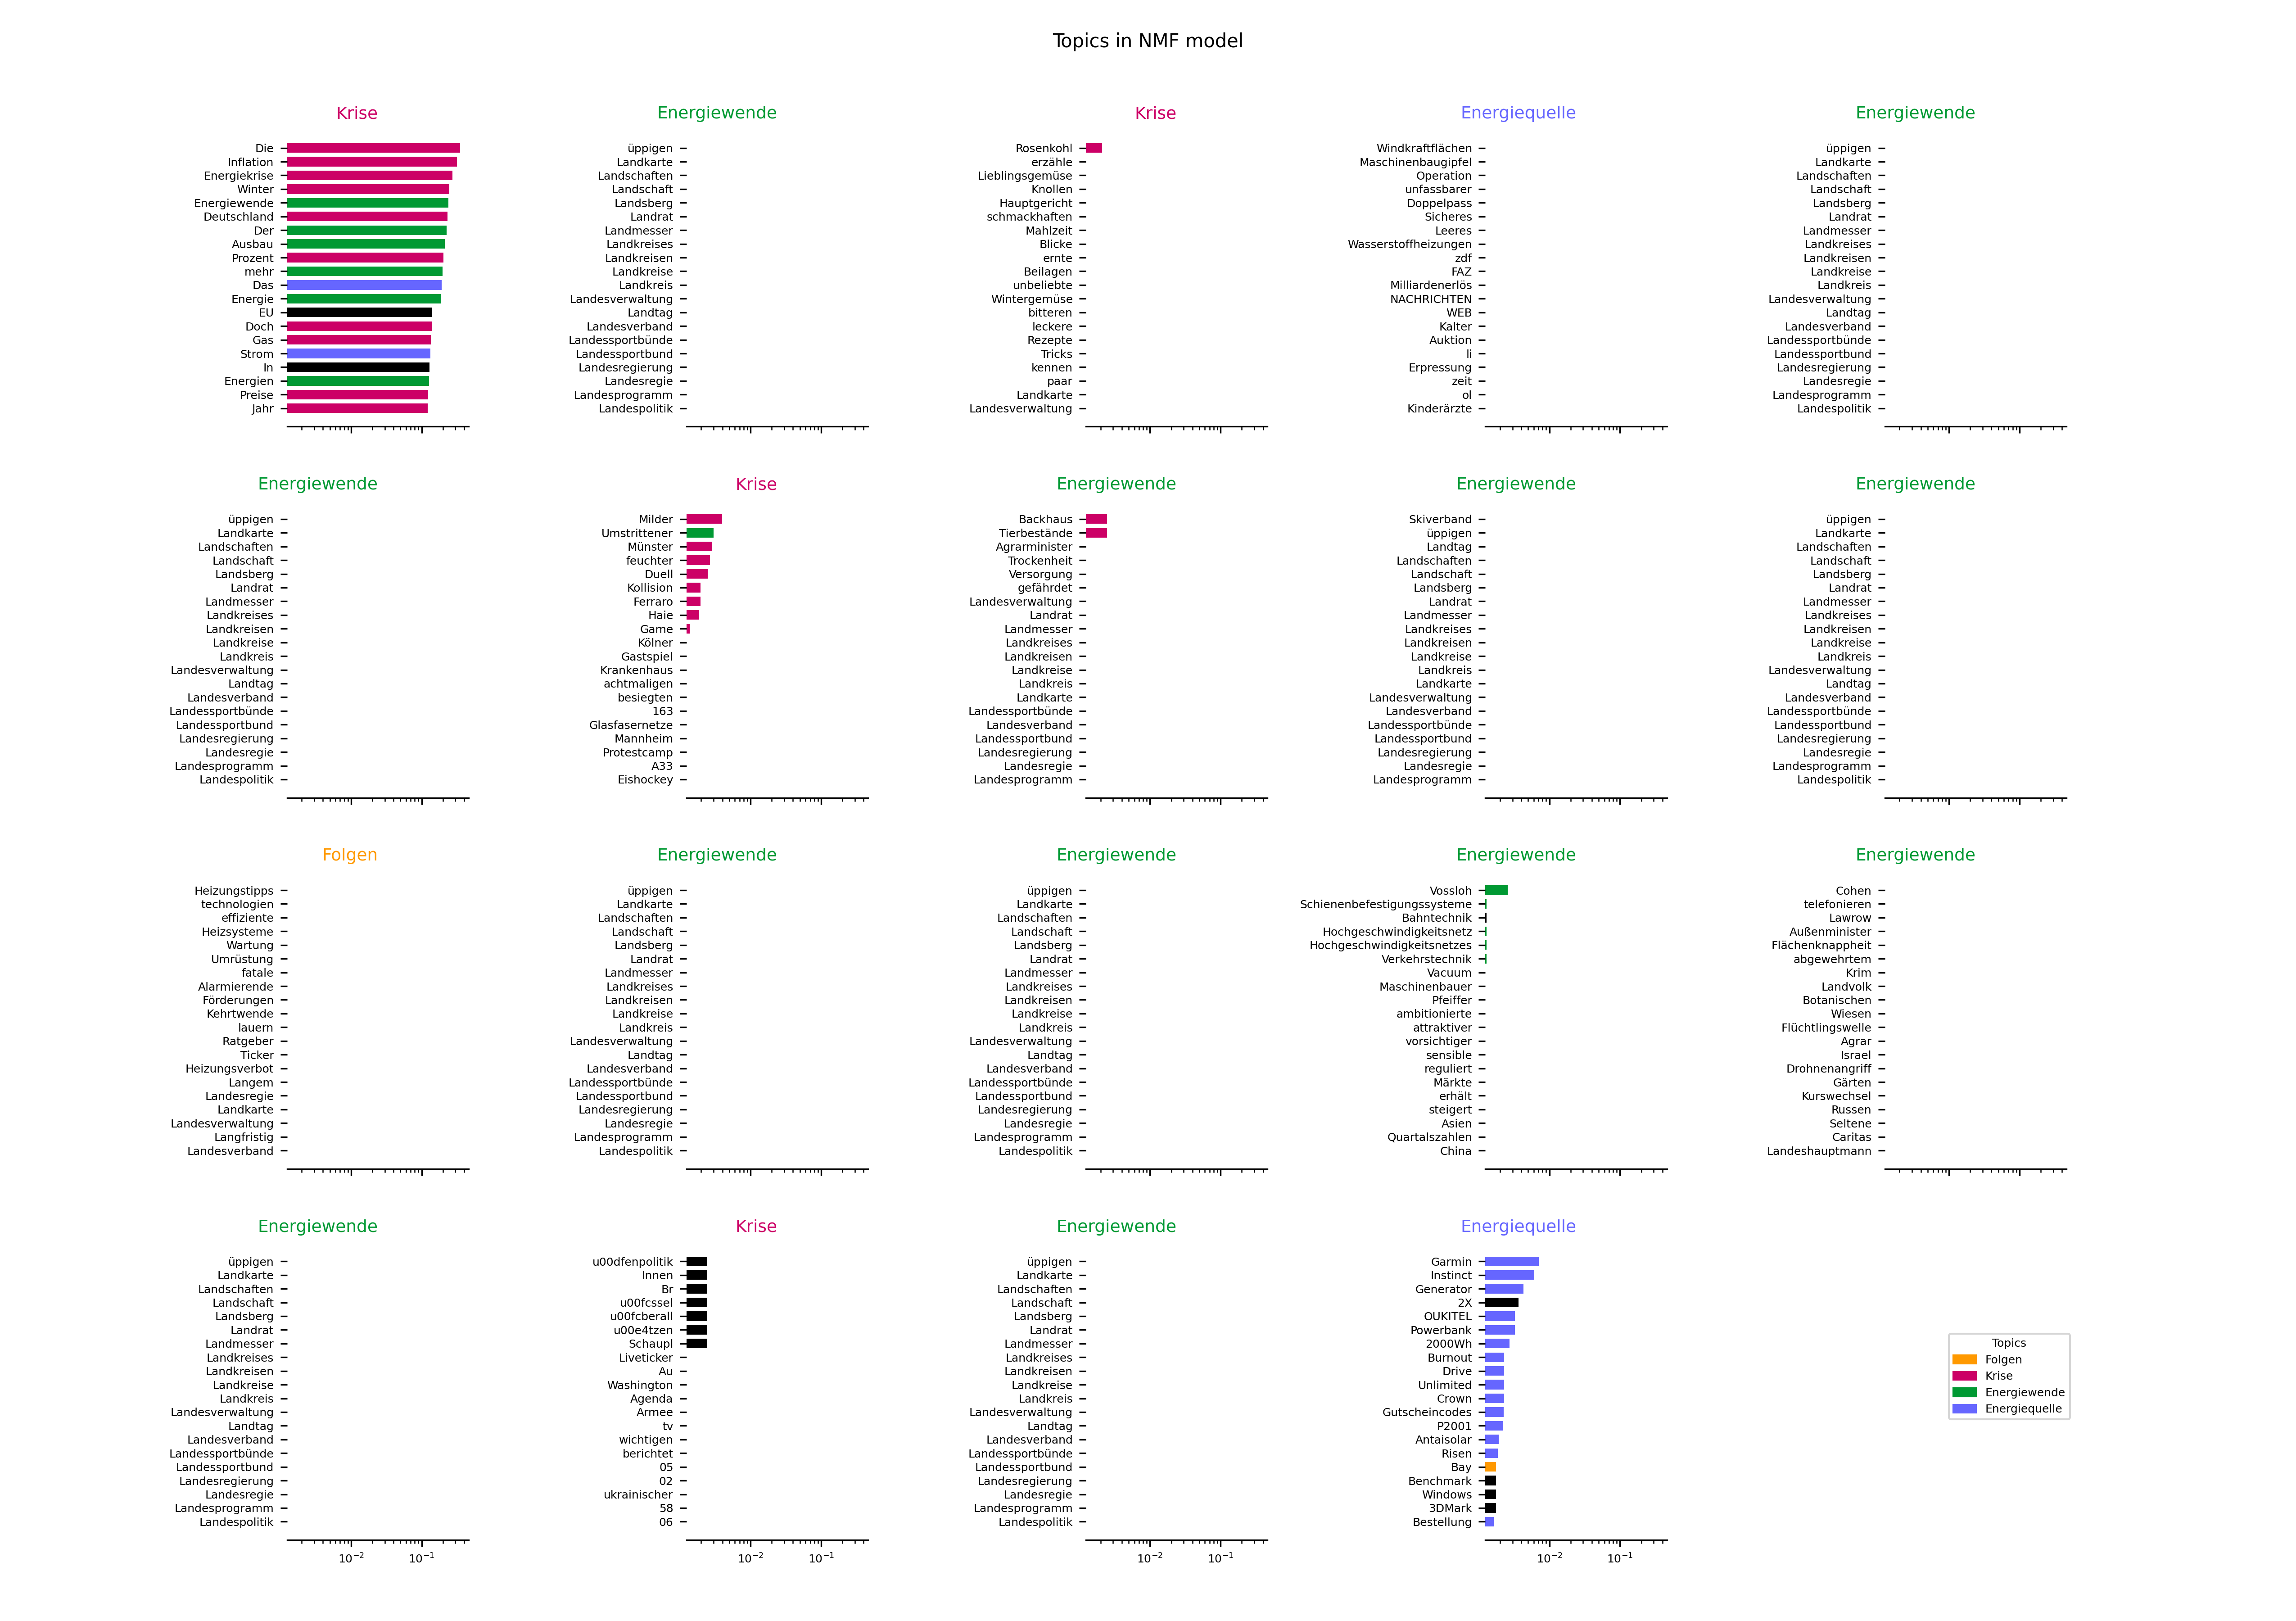 Topics in NMF model
Krise
Die
Inflation
Energiekrise
Winter
Energiewende
Deutschland
Der
Ausbau
Prozent
mehr
Das
Energie
EU
Doch
Gas
Strom
In
Energien
Preise
Jahr
Energiewende
üppigen
Landkarte
Landschaften
Landschaft
Landsberg
Landrat
Landmesser
Landkreises
Landkreisen
Landkreise
Landkreis
Landesverwaltung
Landtag
Landesverband
Landessportbünde
Landessportbund
Landesregierung
Landesregie
Landesprogramm
Landespolitik
Krise
Rosenkohl
erzähle
Lieblingsgemüse
Knollen
Hauptgericht
schmackhaften
Mahlzeit
Blicke
ernte
Beilagen
unbeliebte
Wintergemüse
bitteren
leckere
Rezepte
Tricks
kennen
paar
Landkarte
Landesverwaltung
Energiequelle
Windkraftflächen
Maschinenbaugipfel
Operation
unfassbarer
Doppelpass
Sicheres
Leeres
Wasserstoffheizungen
zdf
FAZ
Milliardenerlös
NACHRICHTEN
WEB
Kalter
Auktion
li
Erpressung
zeit
ol
Kinderärzte
Energiewende
üppigen
Landkarte
Landschaften
Landschaft
Landsberg
Landrat
Landmesser
Landkreises
Landkreisen
Landkreise
Landkreis
Landesverwaltung
Landtag
Landesverband
Landessportbünde
Landessportbund
Landesregierung
Landesregie
Landesprogramm
Landespolitik
Energiewende
üppigen
Landkarte
Landschaften
Landschaft
Landsberg
Landrat
Landmesser
Landkreises
Landkreisen
Landkreise
Landkreis
Landesverwaltung
Landtag
Landesverband
Landessportbünde
Landessportbund
Landesregierung
Landesregie
Landesprogramm
Landespolitik
Krise
Milder
Umstrittener
Münster
feuchter
Duell
Kollision
Ferraro
Haie
Game
Kölner
Gastspiel
Krankenhaus
achtmaligen
besiegten
163
Glasfasernetze
Mannheim
Protestcamp
A33
Eishockey
Energiewende
Backhaus
Tierbestände
Agrarminister
Trockenheit
Versorgung
gefährdet
Landesverwaltung
Landrat
Landmesser
Landkreises
Landkreisen
Landkreise
Landkreis
Landkarte
Landessportbünde
Landesverband
Landessportbund
Landesregierung
Landesregie
Landesprogramm
Energiewende
Skiverband
üppigen
Landtag
Landschaften
Landschaft
Landsberg
Landrat
Landmesser
Landkreises
Landkreisen
Landkreise
Landkreis
Landkarte
Landesverwaltung
Landesverband
Landessportbünde
Landessportbund
Landesregierung
Landesregie
Landesprogramm
Energiewende
üppigen
Landkarte
Landschaften
Landschaft
Landsberg
Landrat
Landmesser
Landkreises
Landkreisen
Landkreise
Landkreis
Landesverwaltung
Landtag
Landesverband
Landessportbünde
Landessportbund
Landesregierung
Landesregie
Landesprogramm
Landespolitik
Folgen
Heizungstipps
technologien
effiziente
Heizsysteme
Wartung
Umrüstung
fatale
Alarmierende
Förderungen
Kehrtwende
lauern
Ratgeber
Ticker
Heizungsverbot
Langem
Landesregie
Landkarte
Landesverwaltung
Langfristig
Landesverband
Energiewende
üppigen
Landkarte
Landschaften
Landschaft
Landsberg
Landrat
Landmesser
Landkreises
Landkreisen
Landkreise
Landkreis
Landesverwaltung
Landtag
Landesverband
Landessportbünde
Landessportbund
Landesregierung
Landesregie
Landesprogramm
Landespolitik
Energiewende
üppigen
Landkarte
Landschaften
Landschaft
Landsberg
Landrat
Landmesser
Landkreises
Landkreisen
Landkreise
Landkreis
Landesverwaltung
Landtag
Landesverband
Landessportbünde
Landessportbund
Landesregierung
Landesregie
Landesprogramm
Landespolitik
Energiewende
Vossloh
Schienenbefestigungssysteme
Bahntechnik
Hochgeschwindigkeitsnetz
Hochgeschwindigkeitsnetzes
Verkehrstechnik
Vacuum
Maschinenbauer
Pfeiffer
ambitionierte
attraktiver
vorsichtiger
sensible
reguliert
Märkte
erhält
steigert
Asien
Quartalszahlen
China
Energiewende
Cohen
telefonieren
Lawrow
Außenminister
Flächenknappheit
abgewehrtem
Krim
Landvolk
Botanischen
Wiesen
Flüchtlingswelle
Agrar
Israel
Drohnenangriff
Gärten
Kurswechsel
Russen
Seltene
Caritas
Landeshauptmann
Energiewende
üppigen
Landkarte
Landschaften
Landschaft
Landsberg
Landrat
Landmesser
Landkreises
Landkreisen
Landkreise
Landkreis
Landesverwaltung
Landtag
Landesverband
Landessportbünde
Landessportbund
Landesregierung
Landesregie
Landesprogramm
Landespolitik
10⁻² 10⁻¹
Krise
u00dfenpolitik
Innen
Br
u00fcssel
u00fcberall
u00e4tzen
Schaupl
Liveticker
Au
Washington
Agenda
Armee
tv
wichtigen
berichtet
05
02
ukrainischer
58
06
10⁻² 10⁻¹
Energiewende
üppigen
Landkarte
Landschaften
Landschaft
Landsberg
Landrat
Landmesser
Landkreises
Landkreisen
Landkreise
Landkreis
Landesverwaltung
Landtag
Landesverband
Landessportbünde
Landessportbund
Landesregierung
Landesregie
Landesprogramm
Landespolitik
10⁻² 10⁻¹
Energiequelle
Garmin
Instinct
Generator
2X
OUKITEL
Powerbank
2000Wh
Burnout
Drive
Unlimited
Crown
Gutscheincodes
P2001
Antaisolar
Risen
Bay
Benchmark
Windows
3DMark
Bestellung
10⁻² 10⁻¹
Topics
Folgen
Krise
Energiewende
Energiequelle